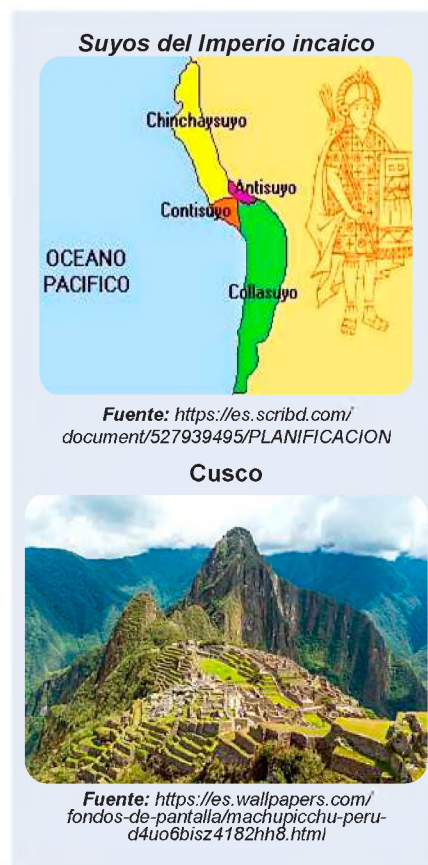 Suyos del Imperio incaico
Chinchaysuyo
Antisuyo
Contisuyo
OCEANO
PACIFICO
Collasuyo
Fuente: https://es.scribd.com/
document/527939495/PLANIFICACION
Cusco
Fuente: https://es.wallpapers.com/
fondos-de-pantalla/machupicchu-peru-
d4uo6bisz4182hh8.html